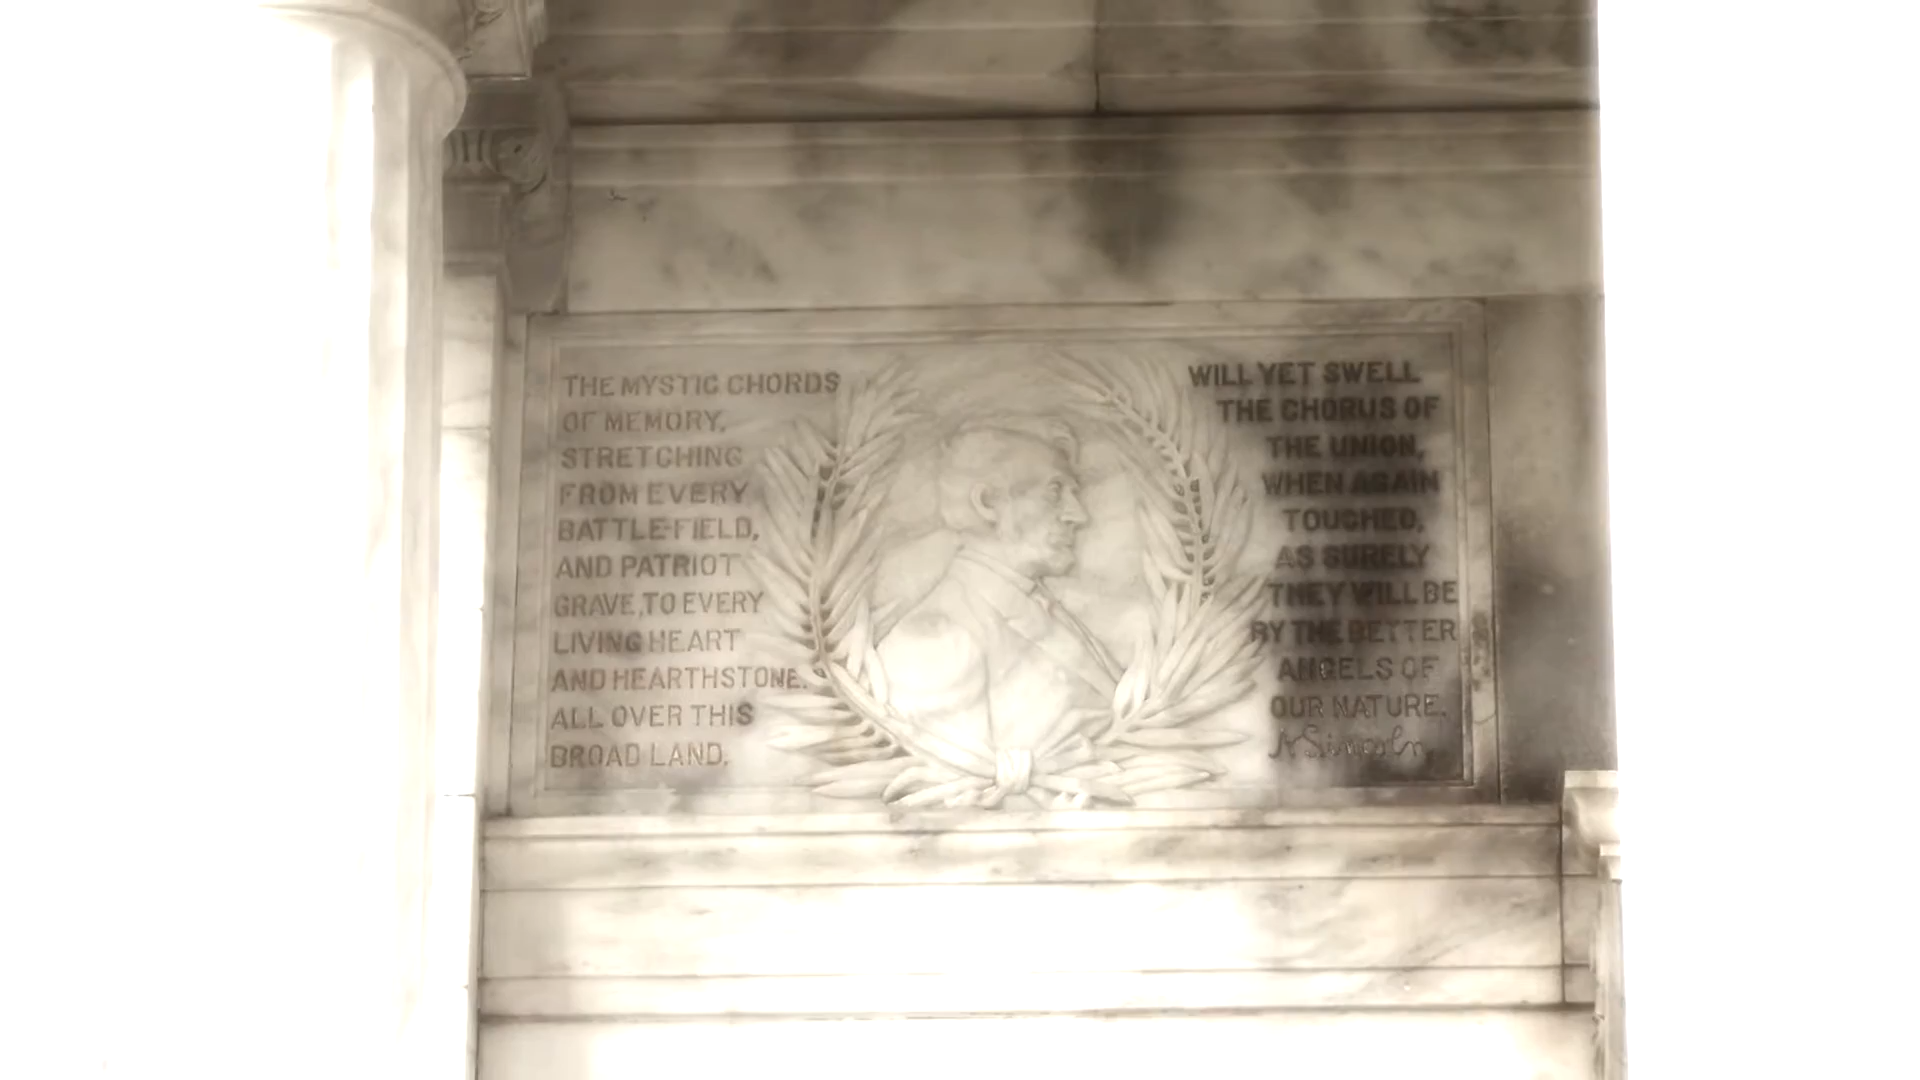 THE MYSTIC CHORDS
OF MEMORY,
STRETCHING
FROM EVERY
BATTLE-FIELD,
AND PATRIOT
GRAVE, TO EVERY
LIVING HEART
AND HEARTHSTONE.
ALL OVER THIS
BROAD LAND,
WILL YET SWELL
THE CHORUS OF
THE UNION,
WHEN AGAIN
TOUCHED,
AS SURELY
THEY WILL BE
BY THE BETTER
ANGELS OF
OUR NATURE.
A Lincoln